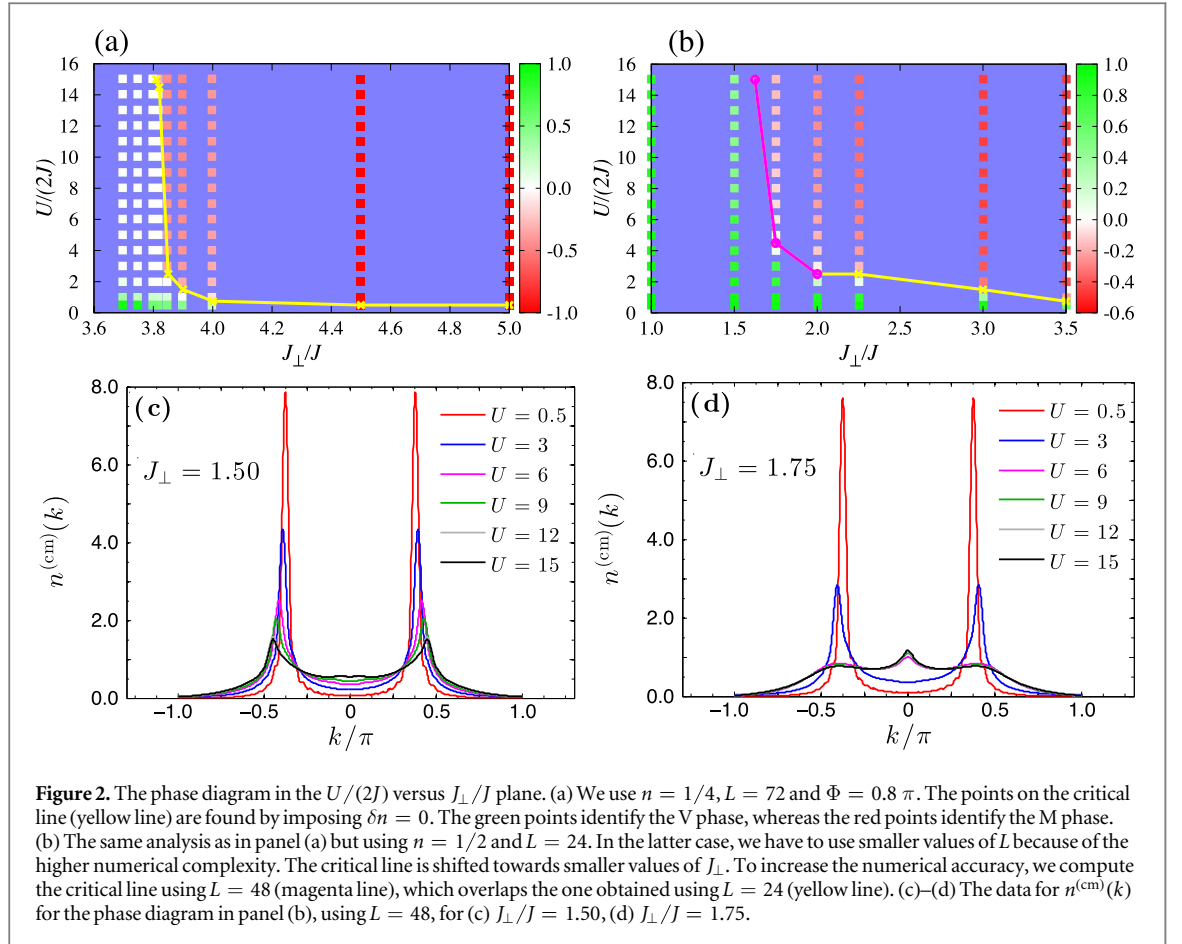 (a)
(b)
16
14
12
10
8
6
4
2
0
U/(2J)
3.6
3.8
4.0
4.2
4.4
4.6
4.8
5.0
J⊥/J
1.0
0.5
0.0
-0.5
-1.0
16
14
12
10
8
6
4
2
0
U/(2J)
1.0
1.5
2.0
2.5
3.0
3.5
J⊥/J
1.0
0.8
0.6
0.4
0.2
0.0
-0.2
-0.4
-0.6
(c)
8.0
6.0
4.0
2.0
0.0
n^(cm)(k)
J⊥ = 1.50
U = 0.5
U = 3
U = 6
U = 9
U = 12
U = 15
−1.0
−0.5
0
0.5
1.0
k/π
(d)
8.0
6.0
4.0
2.0
0.0
n^(cm)(k)
J⊥ = 1.75
U = 0.5
U = 3
U = 6
U = 9
U = 12
U = 15
−1.0
−0.5
0
0.5
1.0
k/π
Figure 2. The phase diagram in the U/(2J) versus J⊥/J plane. (a) We use n = 1/4, L = 72 and Φ = 0.8 π. The points on the critical
line (yellow line) are found by imposing δn = 0. The green points identify the V phase, whereas the red points identify the M phase.
(b) The same analysis as in panel (a) but using n = 1/2 and L = 24. In the latter case, we have to use smaller values of L because of the
higher numerical complexity. The critical line is shifted towards smaller values of J⊥. To increase the numerical accuracy, we compute
the critical line using L = 48 (magenta line), which overlaps the one obtained using L = 24 (yellow line). (c)–(d) The data for n^(cm)(k)
for the phase diagram in panel (b), using L = 48, for (c) J⊥/J = 1.50, (d) J⊥/J = 1.75.